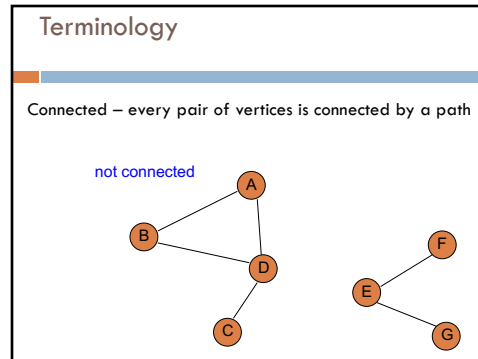 Terminology
Connected – every pair of vertices is connected by a path
not connected
A
B
F
D
E
C
G